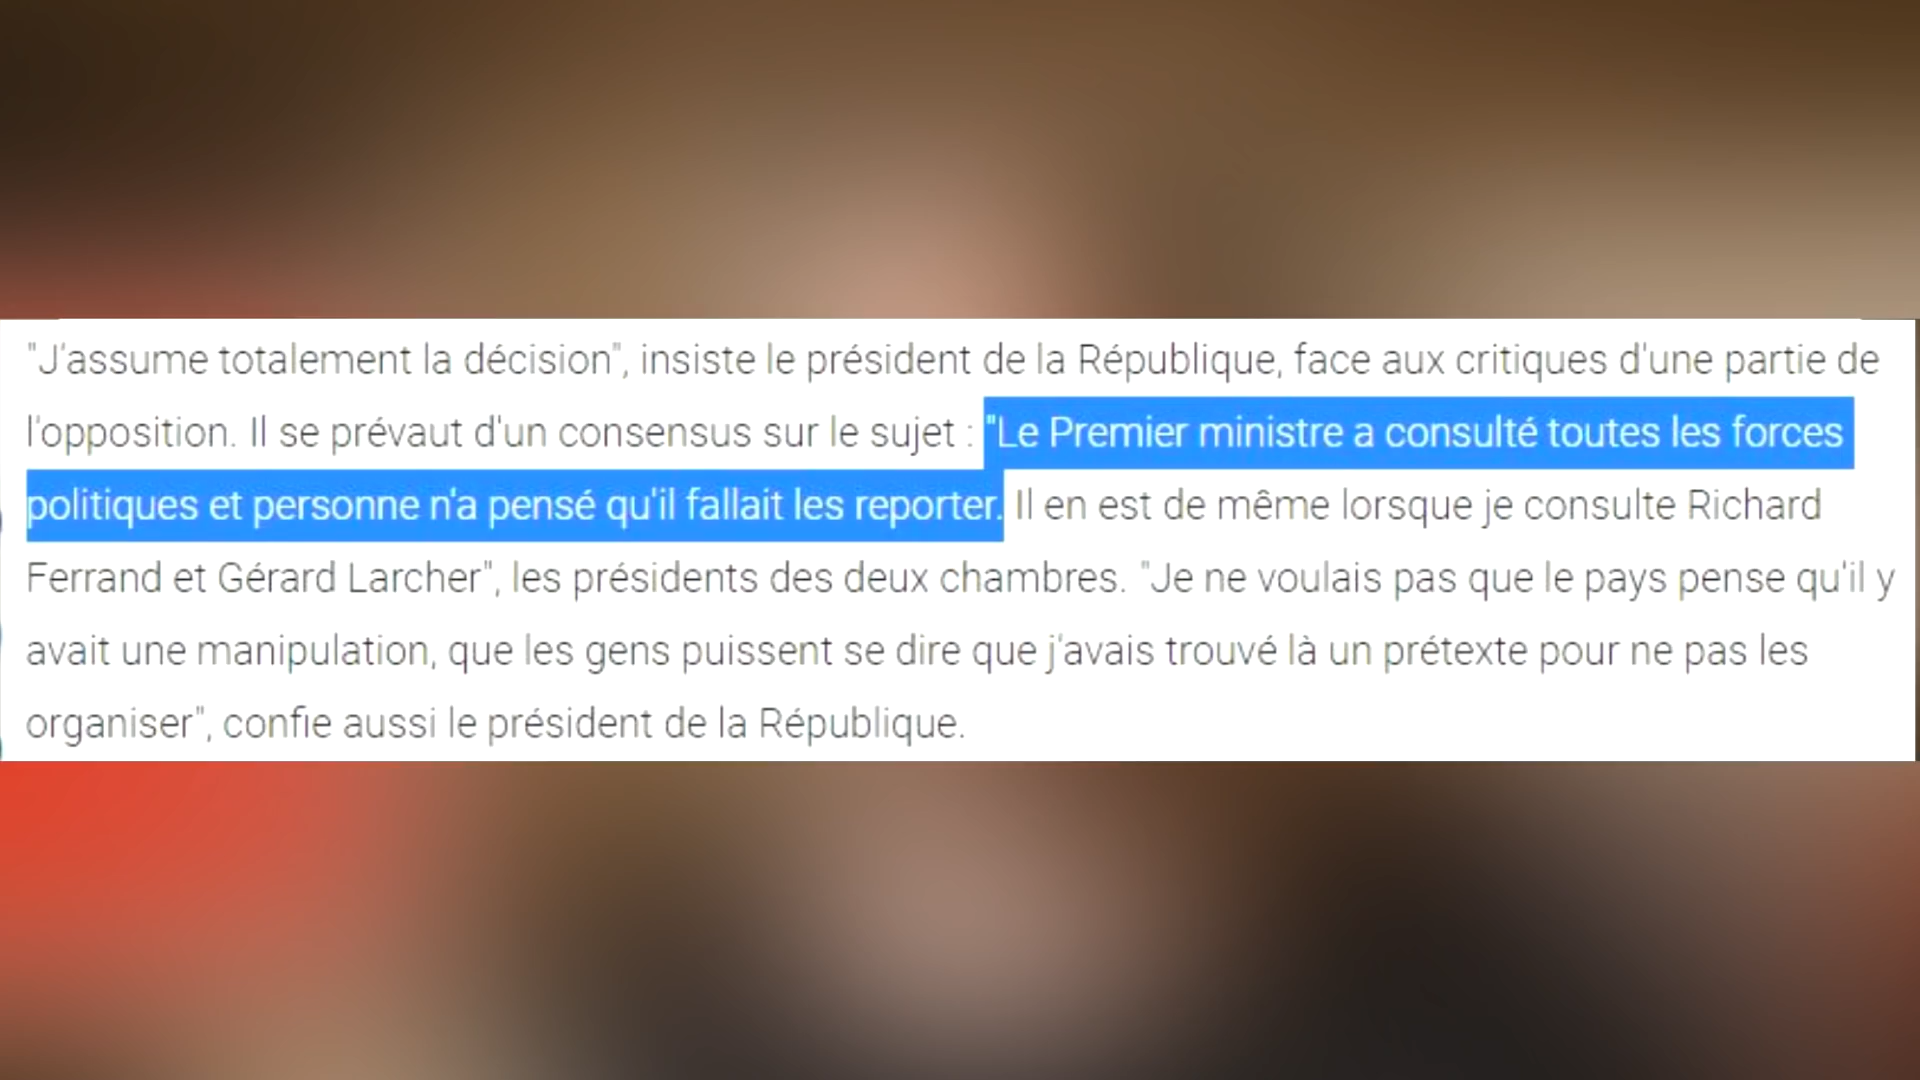 "J'assume totalement la décision", insiste le président de la République, face aux critiques d'une partie de
l'opposition. Il se prévaut d'un consensus sur le sujet : "Le Premier ministre a consulté toutes les forces
politiques et personne n'a pensé qu'il fallait les reporter. Il en est de même lorsque je consulte Richard
Ferrand et Gérard Larcher", les présidents des deux chambres. "Je ne voulais pas que le pays pense qu'il y
avait une manipulation, que les gens puissent se dire que j'avais trouvé là un prétexte pour ne pas les
organiser", confie aussi le président de la République.